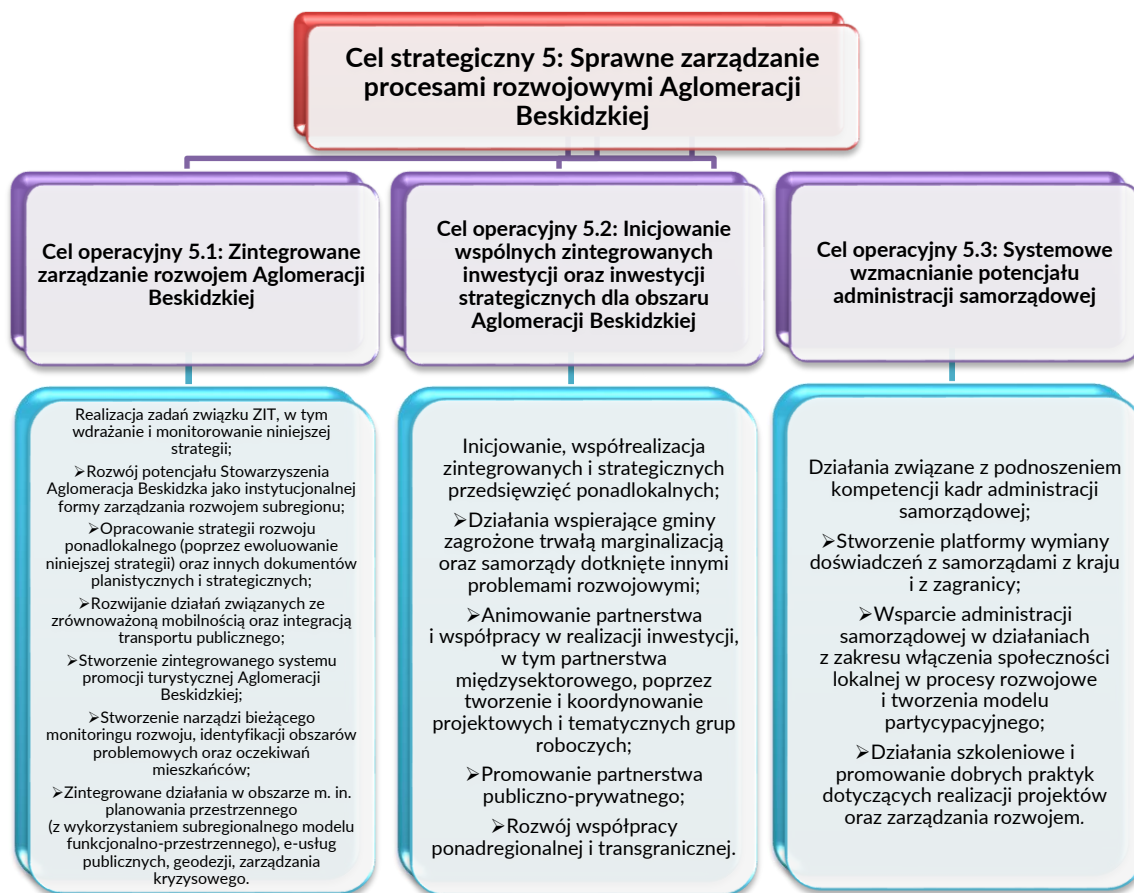 Cel strategiczny 5: Sprawne zarządzanie
procesami rozwojowymi Aglomeracji
Beskidzkiej
Cel operacyjny 5.1: Zintegrowane
zarządzanie rozwojem Aglomeracji
Beskidzkiej
Realizacja zadań związku ZIT, w tym
wdrażanie i monitorowanie niniejszej
strategii;
➢Rozwój potencjału Stowarzyszenia
Aglomeracja Beskidzka jako instytucjonalnej
formy zarządzania rozwojem subregionu;
➢Opracowanie strategii rozwoju
ponadlokalnego (poprzez ewoluowanie
niniejszej strategii) oraz innych dokumentów
planistycznych i strategicznych;
➢Rozwijanie działań związanych ze
zrównoważoną mobilnością oraz integracją
transportu publicznego;
➢Stworzenie zintegrowanego systemu
promocji turystycznej Aglomeracji
Beskidzkiej;
➢Stworzenie narządzi bieżącego
monitoringu rozwoju, identyfikacji obszarów
problemowych oraz oczekiwań
mieszkańców;
➢Zintegrowane działania w obszarze m. in.
planowania przestrzennego
(z wykorzystaniem subregionalnego modelu
funkcjonalno-przestrzennego), e-usług
publicznych, geodezji, zarządzania
kryzysowego.
Cel operacyjny 5.2: Inicjowanie
wspólnych zintegrowanych
inwestycji oraz inwestycji
strategicznych dla obszaru
Aglomeracji Beskidzkiej
Inicjowanie, współrealizacja
zintegrowanych i strategicznych
przedsięwzięć ponadlokalnych;
➢Działania wspierające gminy
zagrożone trwałą marginalizacją
oraz samorządy dotknięte innymi
problemami rozwojowymi;
➢Animowanie partnerstwa
i współpracy w realizacji inwestycji,
w tym partnerstwa
międzysektorowego, poprzez
tworzenie i koordynowanie
projektowych i tematycznych grup
roboczych;
➢Promowanie partnerstwa
publiczno-prywatnego;
➢Rozwój współpracy
ponadregionalnej i transgranicznej.
Cel operacyjny 5.3: Systemowe
wzmacnianie potencjału
administracji samorządowej
Działania związane z podnoszeniem
kompetencji kadr administracji
samorządowej;
➢Stworzenie platformy wymiany
doświadczeń z samorządami z kraju
i z zagranicy;
➢Wsparcie administracji
samorządowej w działaniach
z zakresu włączenia społeczności
lokalnej w procesy rozwojowe
i tworzenia modelu
partycypacyjnego;
➢Działania szkoleniowe i
promowanie dobrych praktyk
dotyczących realizacji projektów
oraz zarządzania rozwojem.